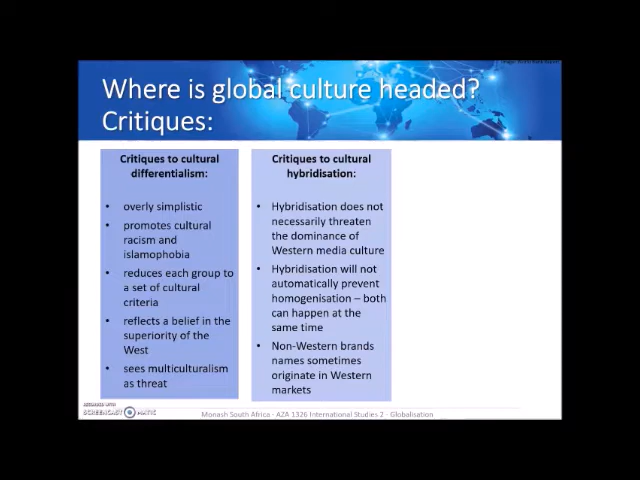 Where is global culture headed?
Critiques:
Critiques to cultural
differentialism:
• overly simplistic
• promotes cultural
racism and
islamophobia
• reduces each group to
a set of cultural
criteria
• reflects a belief in the
superiority of the
West
• sees multiculturalism
as threat
Critiques to cultural
hybridisation:
• Hybridisation does not
necessarily threaten
the dominance of
Western media culture
• Hybridisation will not
automatically prevent
homogenisation – both
can happen at the
same time
• Non-Western brands
names sometimes
originate in Western
markets
RECORDED WITH
SCREENCAST MATIC
Monash South Africa - AZA 1326 International Studies 2 - Globalisation